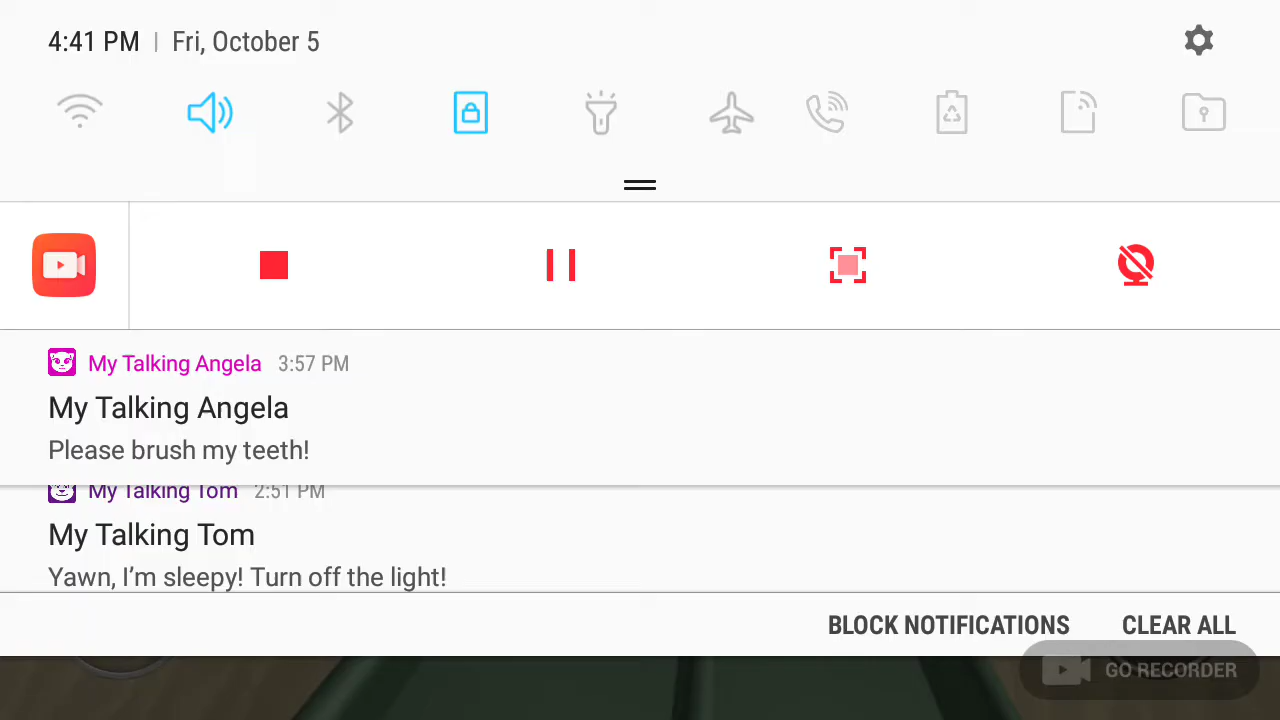 4:41 PM | Fri, October 5
My Talking Angela 3:57 PM
My Talking Angela
Please brush my teeth!
My Talking Tom 2:51 PM
My Talking Tom
Yawn, I’m sleepy! Turn off the light!
BLOCK NOTIFICATIONS CLEAR ALL
GO RECORDER